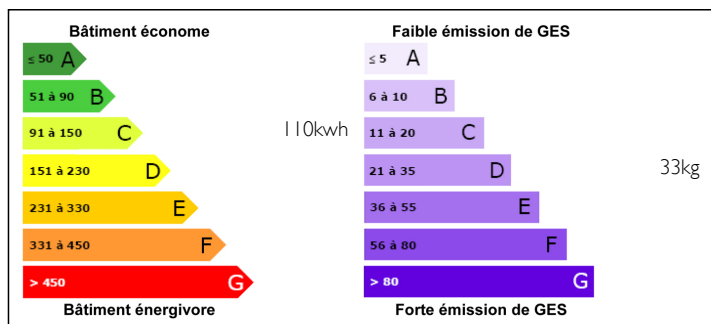 Bâtiment économe
≤ 50 A
51 à 90 B
91 à 150 C
110kwh
151 à 230 D
231 à 330 E
331 à 450 F
> 450 G
Bâtiment énergivore
Faible émission de GES
≤ 5 A
6 à 10 B
11 à 20 C
21 à 35 D
33kg
36 à 55 E
56 à 80 F
> 80 G
Forte émission de GES